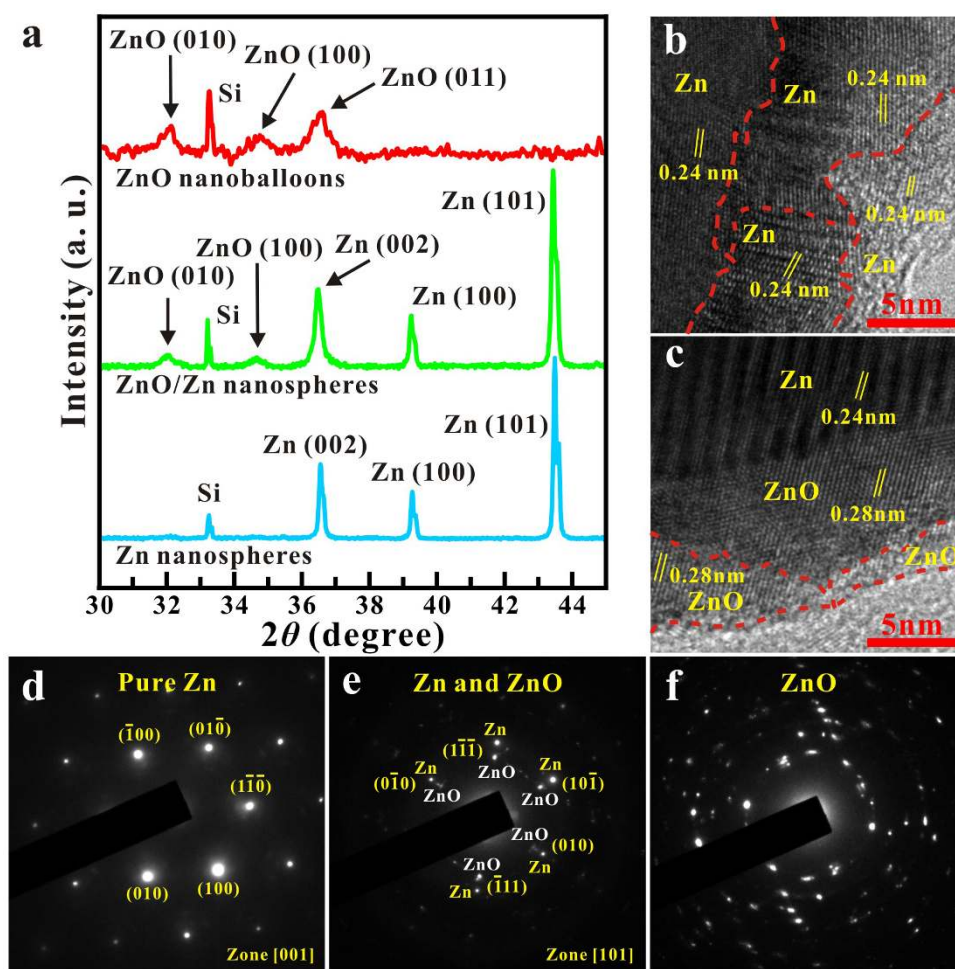 a
ZnO (010)
ZnO (100)
ZnO (011)
Si
ZnO nanoballoons
Zn (101)
ZnO (100)
Zn (002)
ZnO (010)
Si
Zn (100)
ZnO/Zn nanospheres
Zn (101)
Zn (002)
Zn (100)
Si
Zn nanospheres
Intensity (a. u.)
30 32 34 36 38 40 42 44
2θ (degree)
b
Zn
Zn
0.24 nm
0.24 nm
0.24 nm
Zn
Zn
0.24 nm
5nm
c
Zn
0.24nm
ZnO
0.28nm
0.28nm
ZnO
ZnO
5nm
d
Pure Zn
(1̄00)
(01̄0)
(11̄0)
(010)
(100)
Zone [001]
e
Zn and ZnO
Zn
(11̄1̄)
Zn
ZnO
Zn
(01̄0)
(101̄)
ZnO
ZnO
ZnO
(010)
ZnO
Zn
Zn
(1̄11)
Zone [101]
f
ZnO